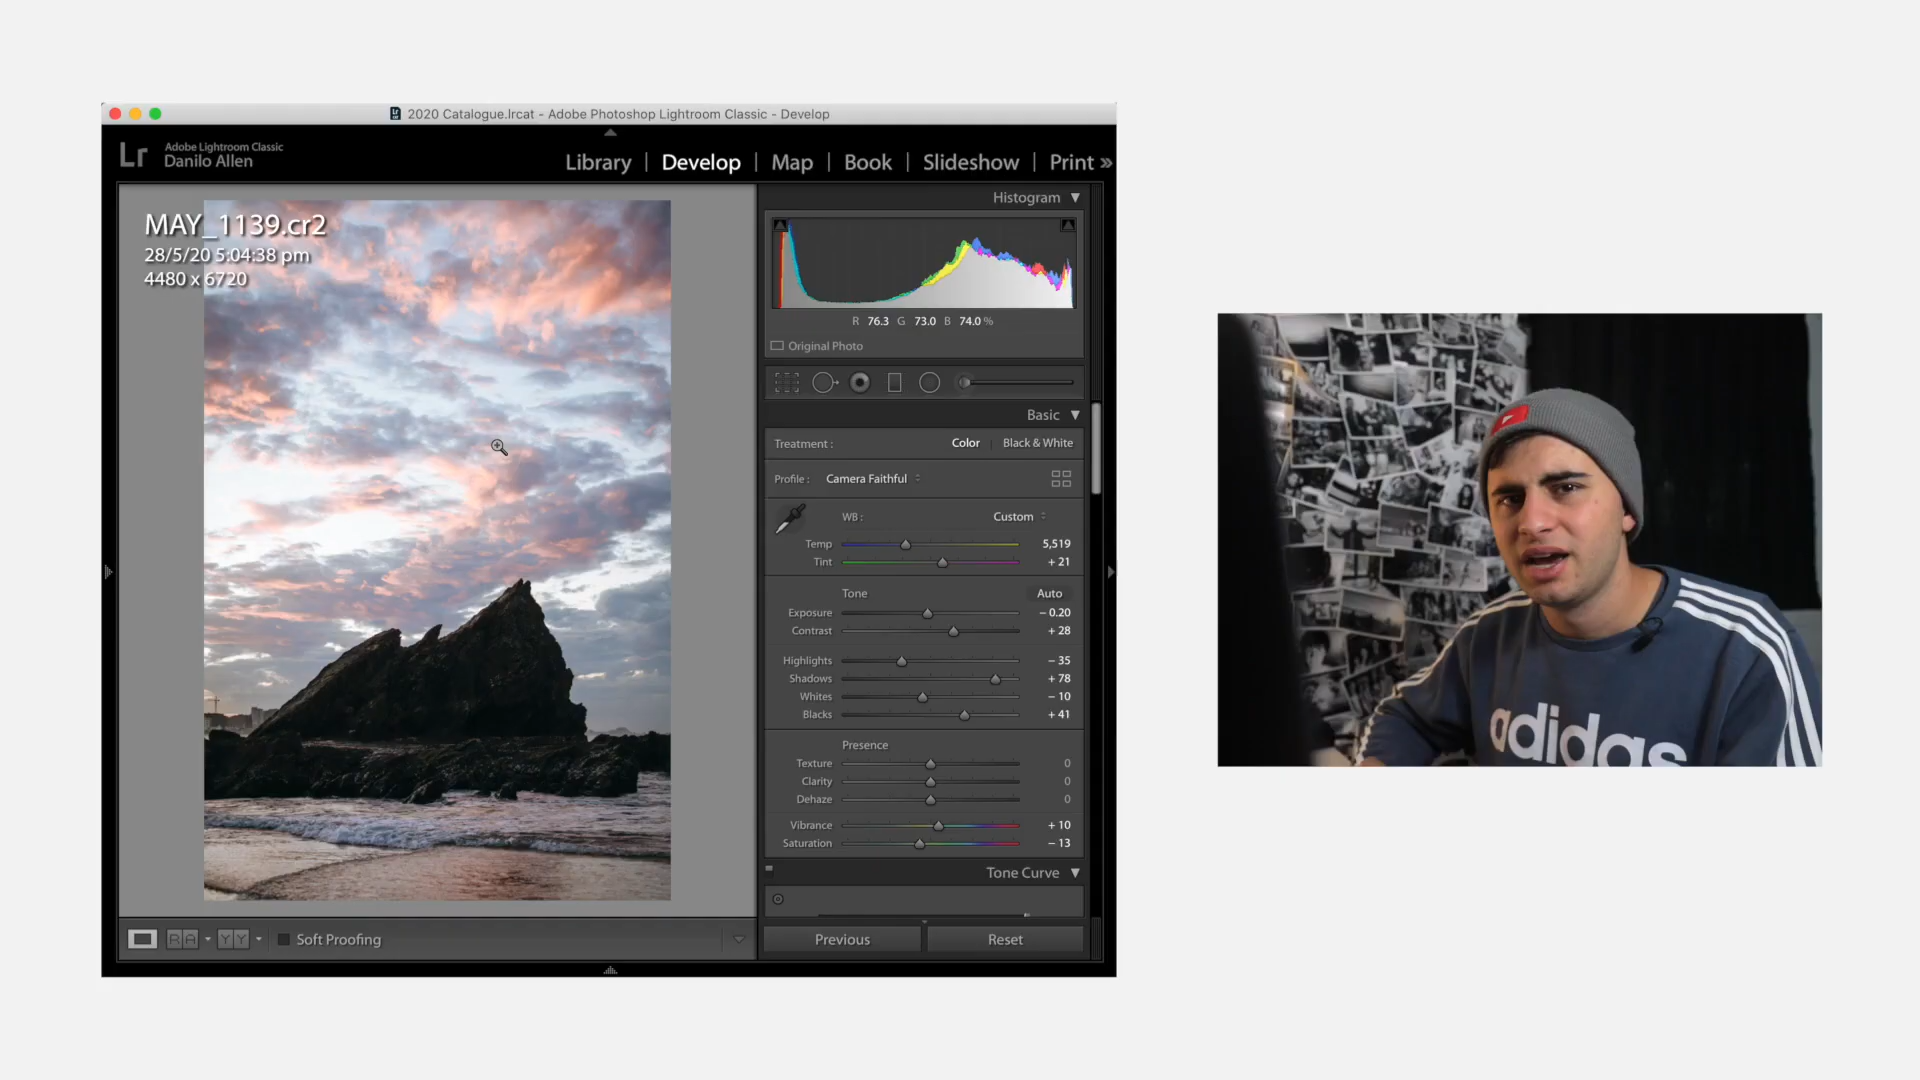 2020 Catalogue.lrcat - Adobe Photoshop Lightroom Classic - Develop
Lr
Adobe Lightroom Classic
Danilo Allen
Library | Develop | Map | Book | Slideshow | Print »
MAY_1139.cr2
28/5/20 5:04:38 pm
4480 x 6720
Histogram
R 76.3 G 73.0 B 74.0 %
Original Photo
Basic
Treatment : Color | Black & White
Profile : Camera Faithful
WB : Custom
Temp 5,519
Tint + 21
Tone Auto
Exposure − 0.20
Contrast + 28
Highlights − 35
Shadows + 78
Whites − 10
Blacks + 41
Presence
Texture 0
Clarity 0
Dehaze 0
Vibrance + 10
Saturation − 13
Tone Curve
R A Y Y Soft Proofing
Previous Reset
adidas